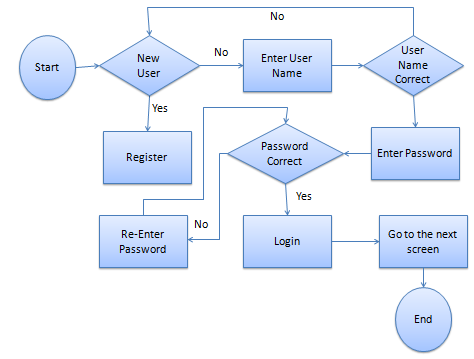 No
Start
New
User
No
Enter User
Name
User
Name
Correct
Yes
Register
Password
Correct
Enter Password
Yes
Re-Enter
Password
No
Login
Go to the next
screen
End